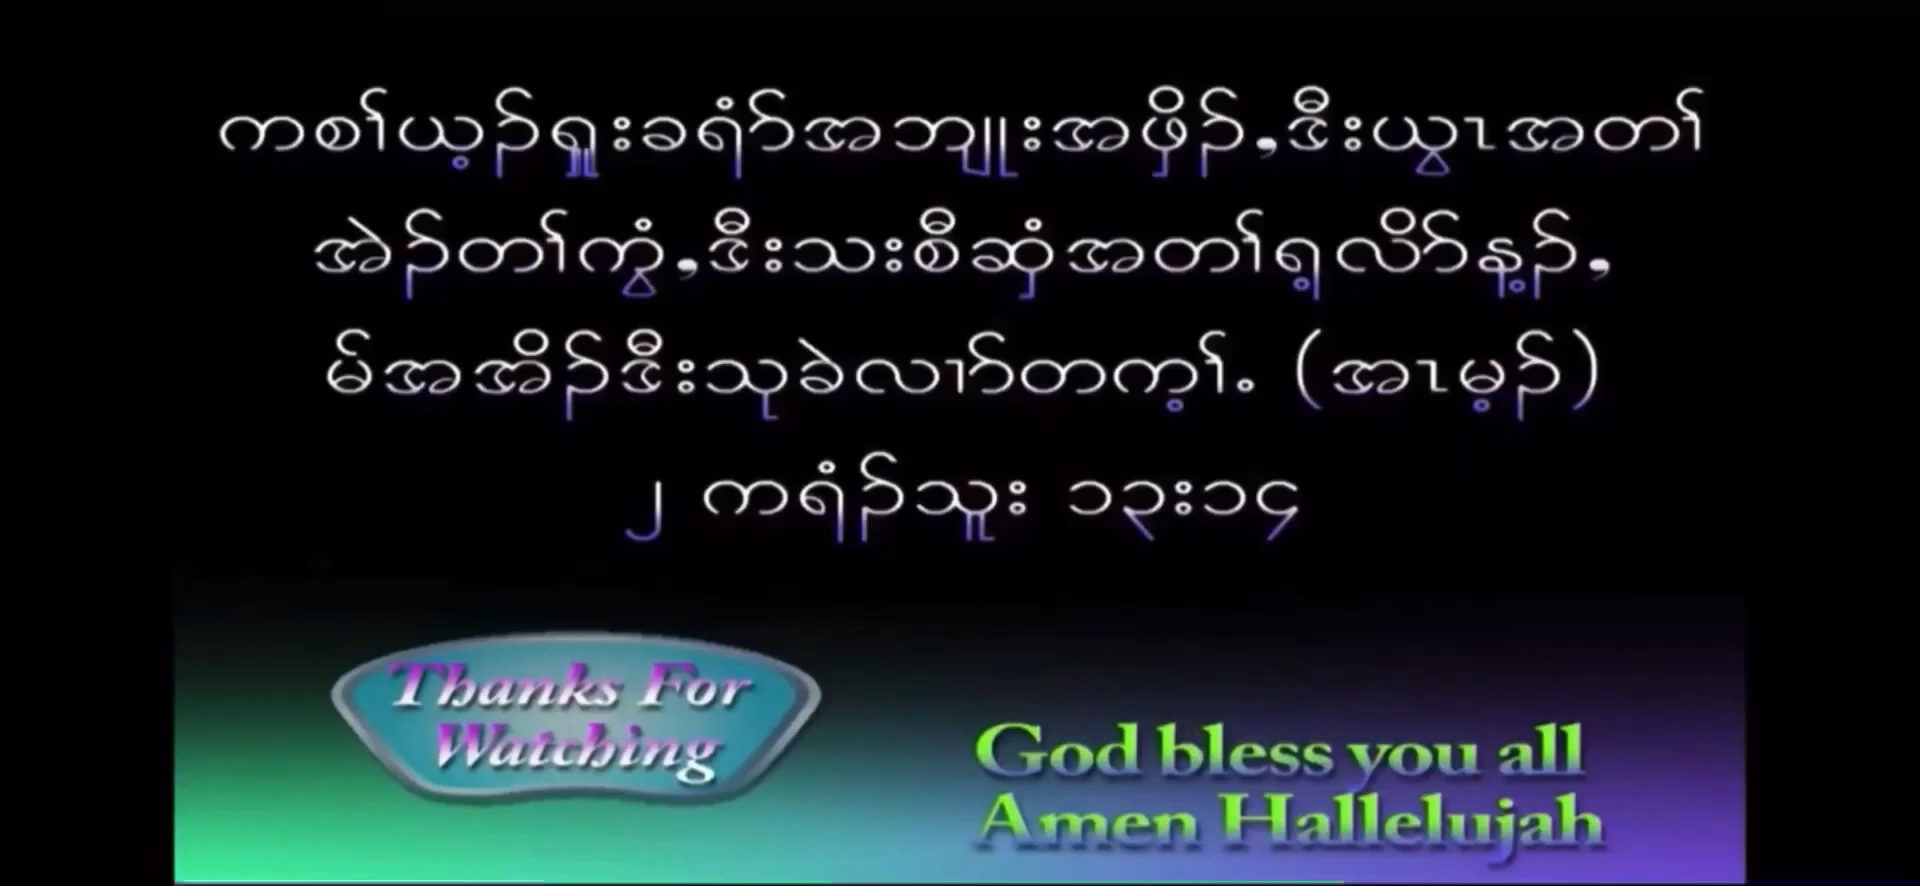 ကစၢ်ယ့ၣ်ရှူးခရံာ်အဘျုးအဖှိၣ်,ဒီးယွၤအတၢ်
အဲၣ်တၢ်ကွံ,ဒီးသးစီဆှံအတၢ်ရ့လိာ်န့ၣ်,
မ်အအိၣ်ဒီးသုခဲလၢာ်တက့ၢ်. (အၤမ့ၣ်)
၂ ကရံၣ်သူး ၁၃း၁၄
Thanks For
Watching
God bless you all
Amen Hallelujah